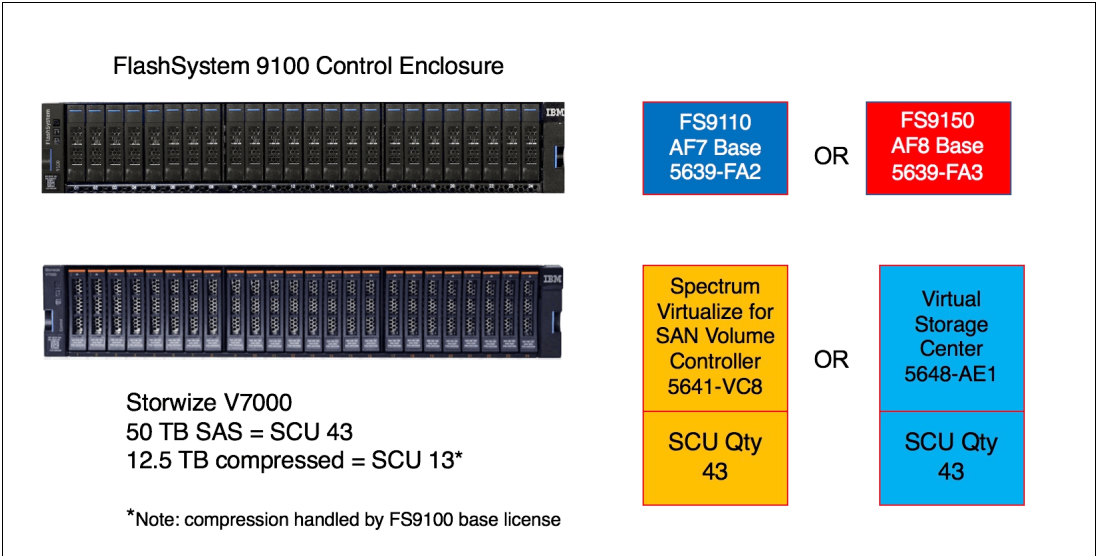 FlashSystem 9100 Control Enclosure
IBM
FS9110
AF7 Base
5639-FA2
OR
FS9150
AF8 Base
5639-FA3
IBM
Spectrum
Virtualize for
SAN Volume
Controller
5641-VC8
SCU Qty
43
OR
Virtual
Storage
Center
5648-AE1
SCU Qty
43
Storwize V7000
50 TB SAS = SCU 43
12.5 TB compressed = SCU 13*
*Note: compression handled by FS9100 base license